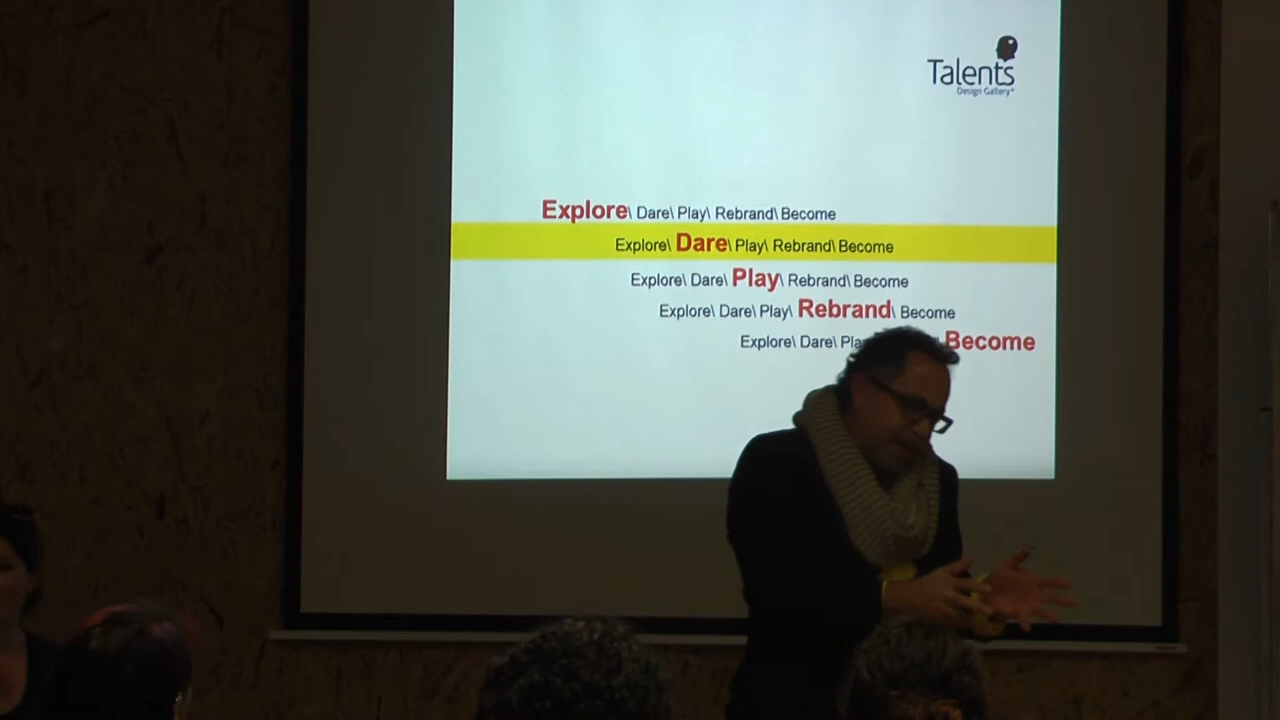 Talents
Design Gallery*
Explore\ Dare\ Play\ Rebrand\ Become
Explore\ Dare\ Play\ Rebrand\ Become
Explore\ Dare\ Play\ Rebrand\ Become
Explore\ Dare\ Play\ Rebrand\ Become
Explore\ Dare\ Pla Become